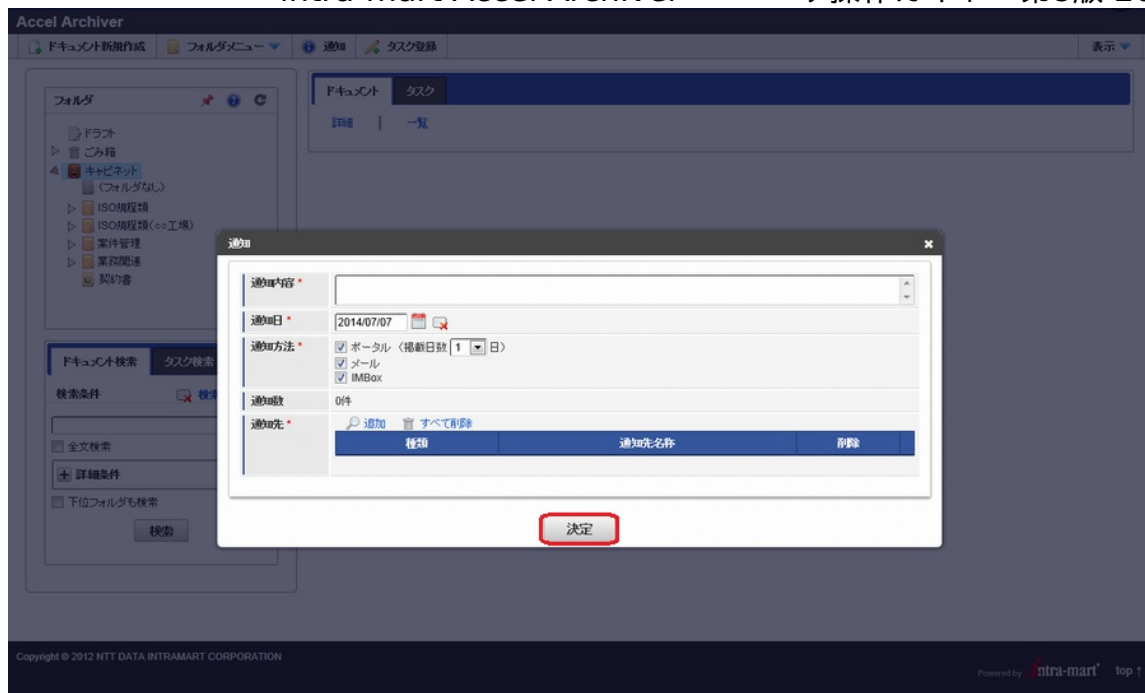 Accel Archiver
ドキュメント新規作成 フォルダメニュー 通知 タスク登録 表示
フォルダ
ドラフト
ごみ箱
キャビネット
(フォルダなし)
ISO規程類
ISO規程類(○○工場)
案件管理
業務関連
契約書
ドキュメント タスク
詳細 | 一覧
ドキュメント検索 タスク検索
検索条件
全文検索
詳細条件
下位フォルダも検索
検索
通知
通知内容 *
通知日 * 2014/07/07
通知方法 * ポータル (掲載日数 1 日)
メール
IMBox
通知数 0件
通知先 * 追加 すべて削除
種類 通知先名称 削除
決定
Copyright © 2012 NTT DATA INTRAMART CORPORATION
Powered by intra-mart top ↑